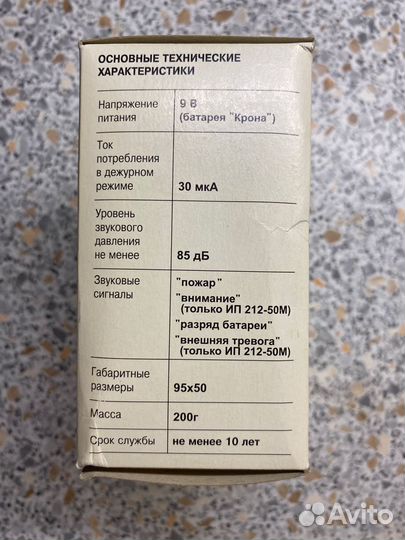 ОСНОВНЫЕ ТЕХНИЧЕСКИЕ
ХАРАКТЕРИСТИКИ
Напряжение
питания
9 В
(батарея "Крона")
Ток
потребления
в дежурном
режиме
30 мкА
Уровень
звукового
давления
не менее
85 дБ
Звуковые
сигналы
"пожар"
"внимание"
(только ИП 212-50М)
"разряд батареи"
"внешняя тревога"
(только ИП 212-50М)
Габаритные
размеры
95х50
Масса
200г
Срок службы
не менее 10 лет
Avito